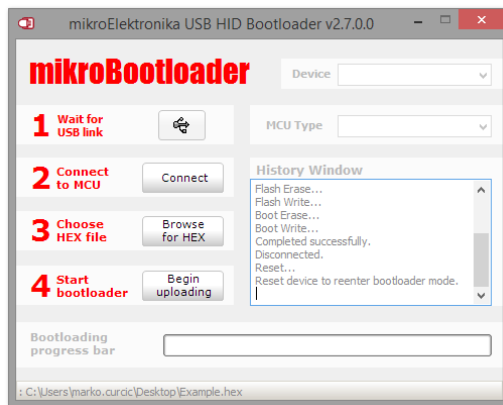 mikroElektronika USB HID Bootloader v2.7.0.0
mikroBootloader
Device
1 Wait for
USB link
MCU Type
2 Connect
to MCU
Connect
History Window
Flash Erase...
Flash Write...
Boot Erase...
Boot Write...
Completed successfully.
Disconnected.
Reset...
Reset device to reenter bootloader mode.
3 Choose
HEX file
Browse
for HEX
4 Start
bootloader
Begin
uploading
Bootloading
progress bar
: C:\Users\marko.curcic\Desktop\Example.hex